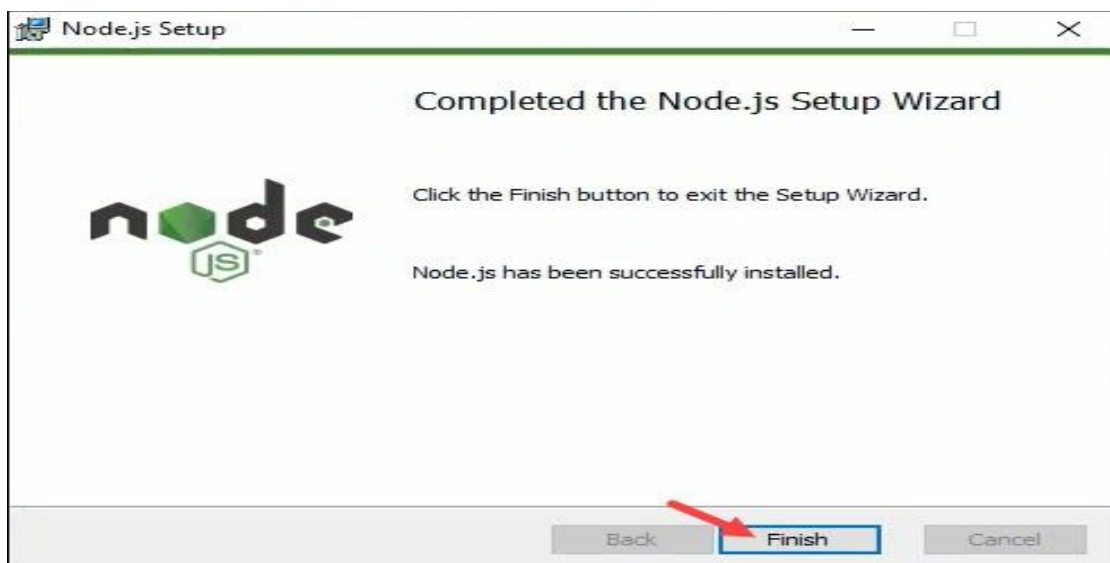 Node.js Setup
Completed the Node.js Setup Wizard
Click the Finish button to exit the Setup Wizard.
node
JS
Node.js has been successfully installed.
Back
Finish
Cancel